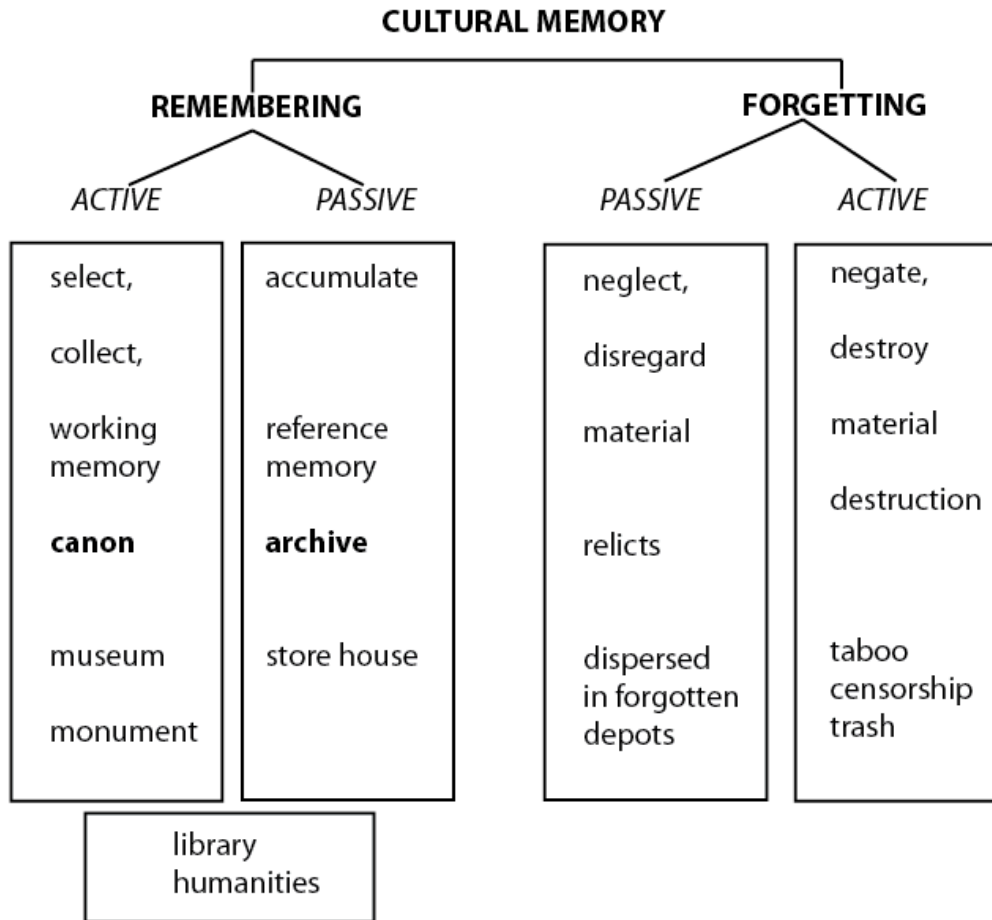 CULTURAL MEMORY
REMEMBERING
FORGETTING
ACTIVE
PASSIVE
PASSIVE
ACTIVE
select,
collect,
working
memory
canon
museum
monument
accumulate
reference
memory
archive
store house
neglect,
disregard
material
relicts
dispersed
in forgotten
depots
negate,
destroy
material
destruction
taboo
censorship
trash
library
humanities